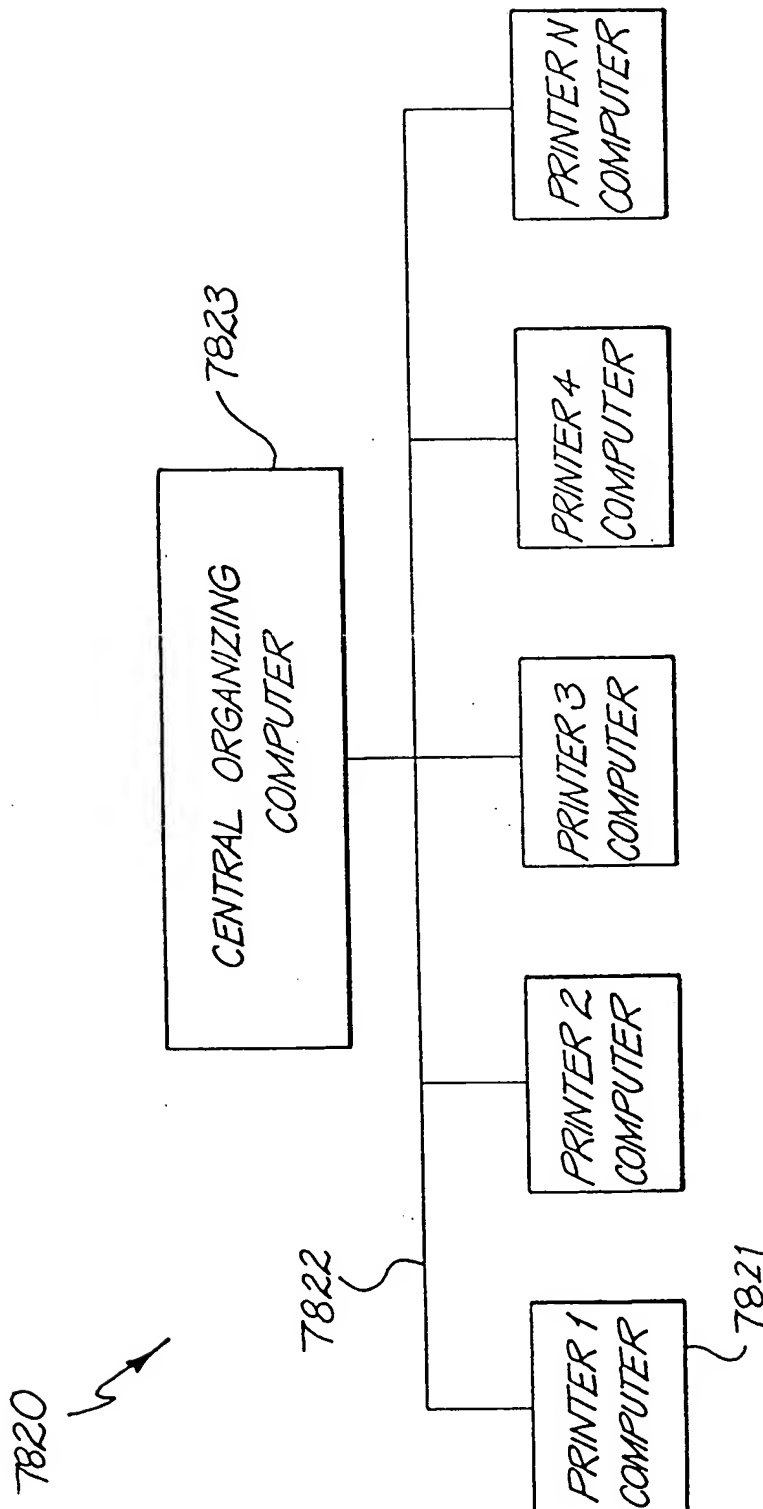 7820
7823
CENTRAL ORGANIZING
COMPUTER
7822
PRINTER 1
COMPUTER
PRINTER 2
COMPUTER
PRINTER 3
COMPUTER
PRINTER 4
COMPUTER
PRINTER N
COMPUTER
7821